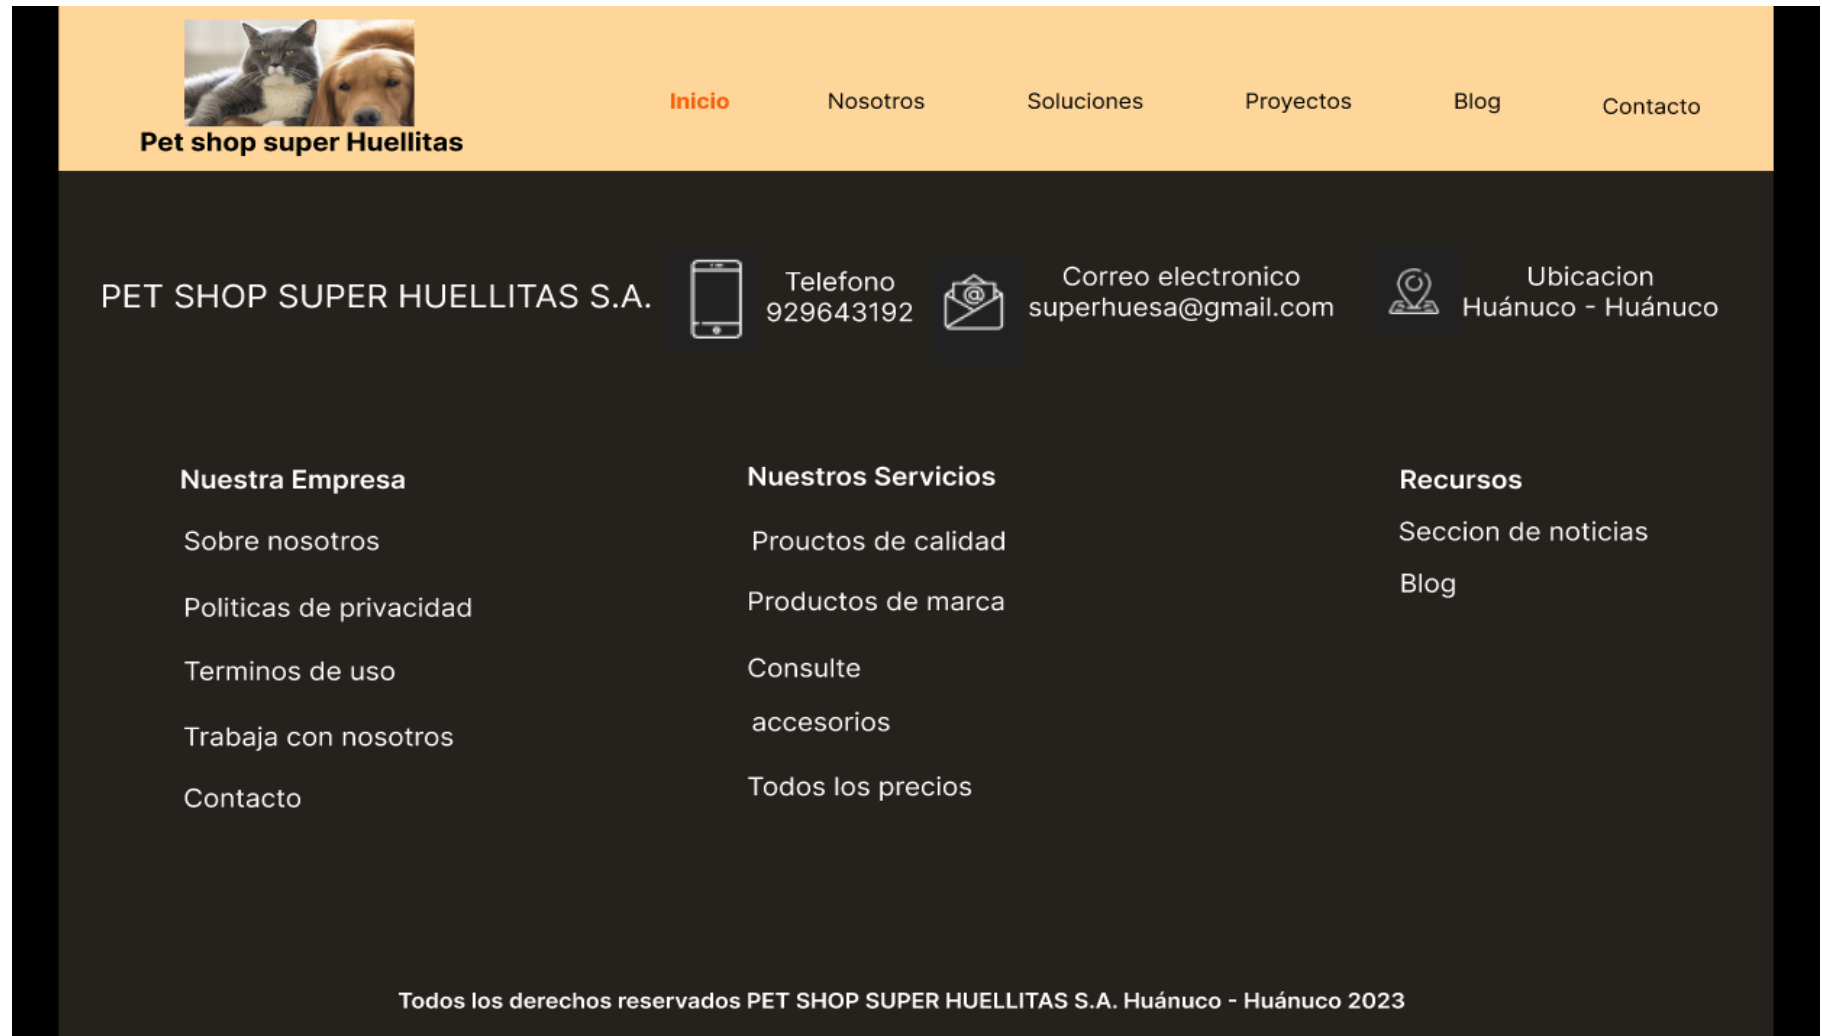 Pet shop super Huellitas
Inicio
Nosotros
Soluciones
Proyectos
Blog
Contacto
PET SHOP SUPER HUELLITAS S.A.
Telefono
929643192
Correo electronico
superhuesa@gmail.com
Ubicacion
Huánuco - Huánuco
Nuestra Empresa
Sobre nosotros
Politicas de privacidad
Terminos de uso
Trabaja con nosotros
Contacto
Nuestros Servicios
Prouctos de calidad
Productos de marca
Consulte
accesorios
Todos los precios
Recursos
Seccion de noticias
Blog
Todos los derechos reservados PET SHOP SUPER HUELLITAS S.A. Huánuco - Huánuco 2023